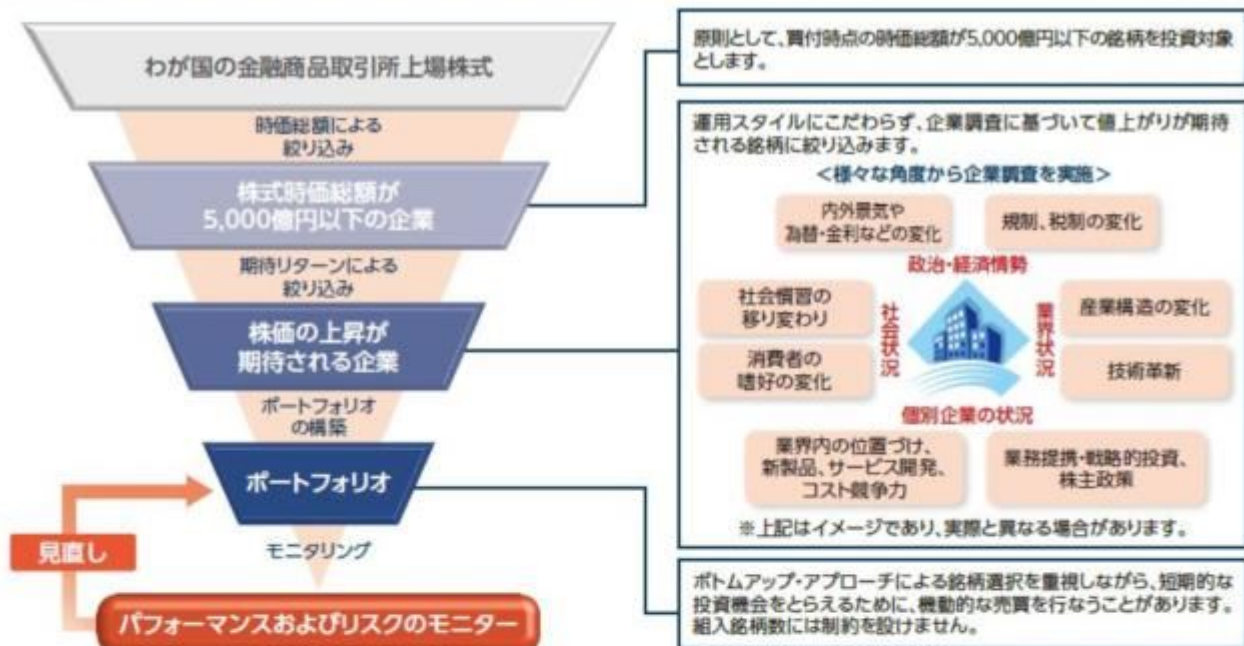 わが国の金融商品取引所上場株式
時価総額による
絞り込み
株式時価総額が
5,000億円以下の企業
期待リターンによる
絞り込み
株価の上昇が
期待される企業
ポートフォリオ
の構築
ポートフォリオ
モニタリング
見直し
パフォーマンスおよびリスクのモニター
原則として、買付時点の時価総額が5,000億円以下の銘柄を投資対象
とします。
運用スタイルにこだわらず、企業調査に基づいて値上がりが期待
される銘柄に絞り込みます。
<様々な角度から企業調査を実施>
内外景気や
為替・金利などの変化
規制、税制の変化
政治・経済情勢
社会慣習の
移り変わり
消費者の
嗜好の変化
社会状況
業界状況
産業構造の変化
技術革新
個別企業の状況
業界内の位置づけ、
新製品、サービス開発、
コスト競争力
業務提携・戦略的投資、
株主政策
※上記はイメージであり、実際と異なる場合があります。
ボトムアップ・アプローチによる銘柄選択を重視しながら、短期的な
投資機会をとらえるために、機動的な売買を行なうことがあります。
組入銘柄数には制約を設けません。